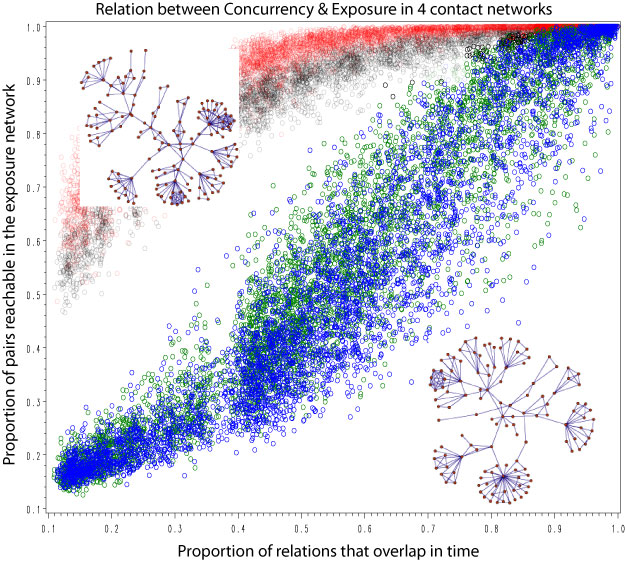 Relation between Concurrency & Exposure in 4 contact networks
Proportion of pairs reachable in the exposure network
1.0
0.9
0.8
0.7
0.6
0.5
0.4
0.3
0.2
0.1
0.1 0.2 0.3 0.4 0.5 0.6 0.7 0.8 0.9 1.0
Proportion of relations that overlap in time